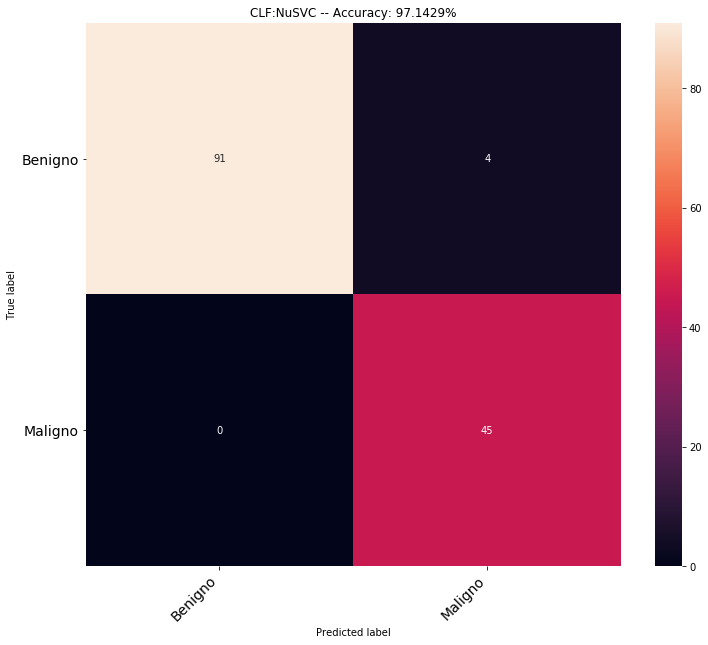 CLF:NuSVC -- Accuracy: 97.1429%
Benigno
91
4
80
60
True label
40
Maligno
0
45
20
0
Benigno
Maligno
Predicted label